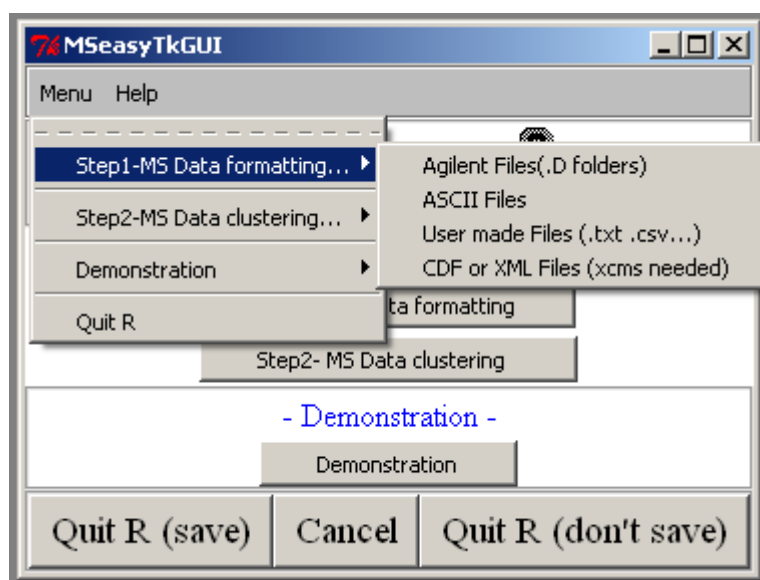 MSeasyTkGUI
Menu Help
Step1-MS Data formatting...
Step2-MS Data clustering...
Demonstration
Quit R
Agilent Files(.D folders)
ASCII Files
User made Files (.txt .csv...)
CDF or XML Files (xcms needed)
formatting
Step2- MS Data clustering
- Demonstration -
Demonstration
Quit R (save) Cancel Quit R (don't save)